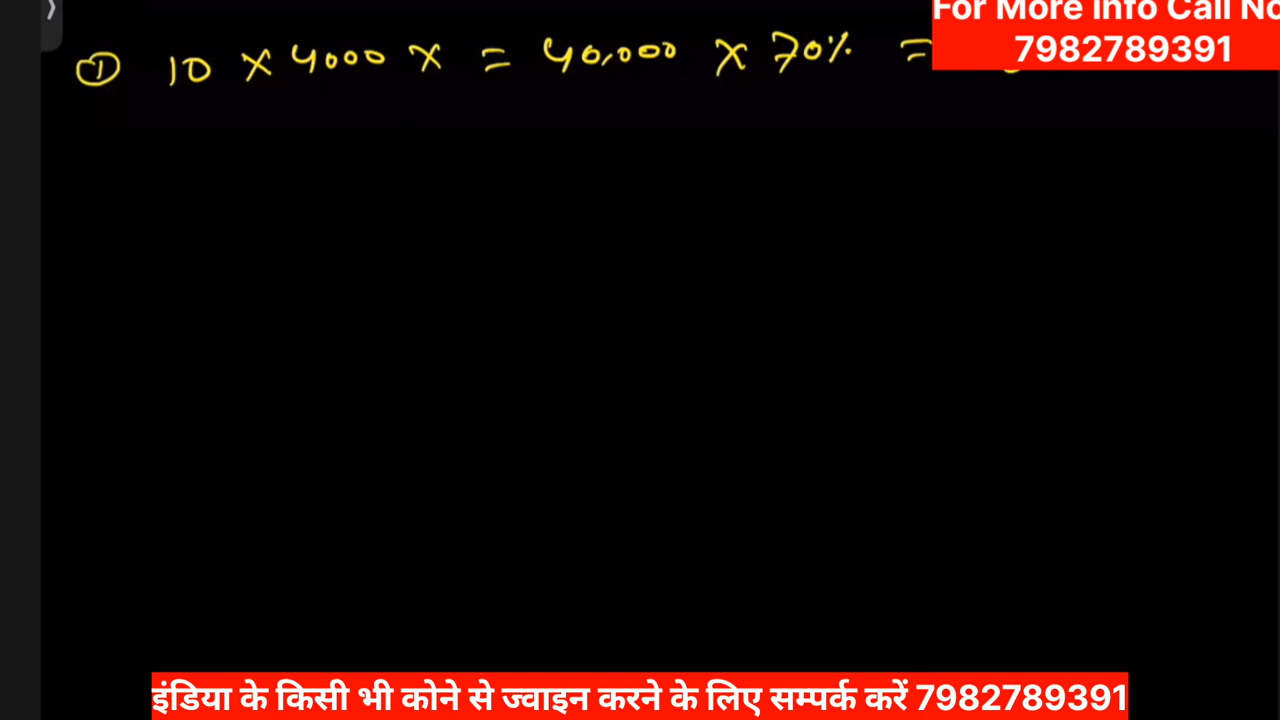 For More Info Call No
7982789391
① 10 × 4000 × = 40,000 × 70% =
इंडिया के किसी भी कोने से ज्वाइन करने के लिए सम्पर्क करें 7982789391